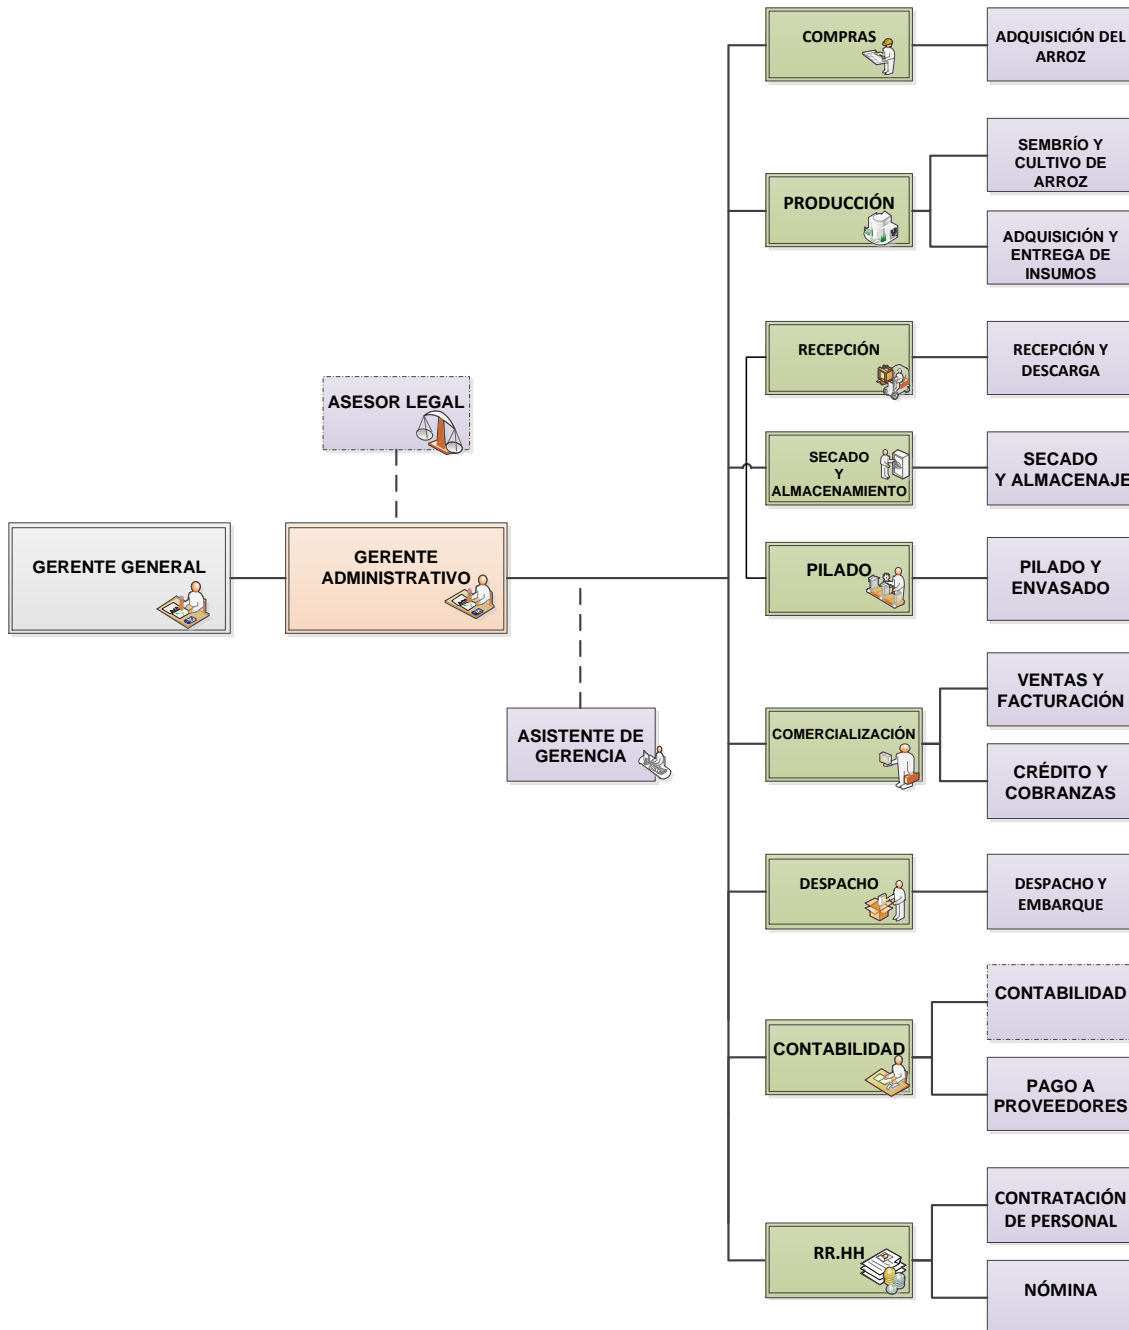 COMPRAS
ADQUISICIÓN DEL
ARROZ
PRODUCCIÓN
SEMBRÍO Y
CULTIVO DE
ARROZ
ADQUISICIÓN Y
ENTREGA DE
INSUMOS
RECEPCIÓN
RECEPCIÓN Y
DESCARGA
ASESOR LEGAL
SECADO
Y
ALMACENAMIENTO
SECADO
Y ALMACENAJE
GERENTE GENERAL
GERENTE
ADMINISTRATIVO
PILADO
PILADO Y
ENVASADO
ASISTENTE DE
GERENCIA
COMERCIALIZACIÓN
VENTAS Y
FACTURACIÓN
CRÉDITO Y
COBRANZAS
DESPACHO
DESPACHO Y
EMBARQUE
CONTABILIDAD
CONTABILIDAD
PAGO A
PROVEEDORES
RR.HH
CONTRATACIÓN
DE PERSONAL
NÓMINA